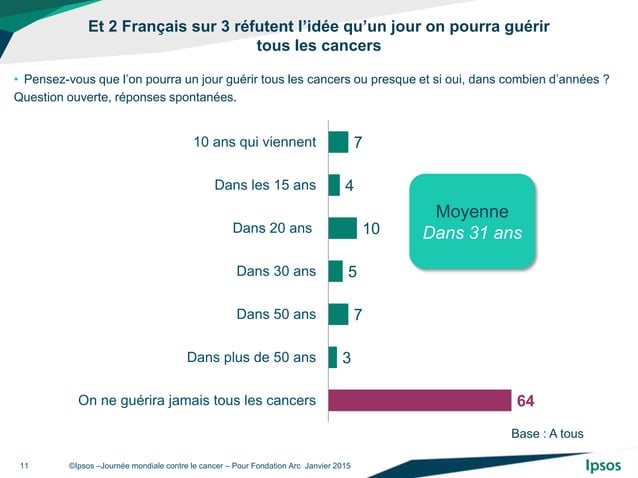 Et 2 Français sur 3 réfutent l’idée qu’un jour on pourra guérir
tous les cancers
• Pensez-vous que l’on pourra un jour guérir tous les cancers ou presque et si oui, dans combien d’années ?
Question ouverte, réponses spontanées.
10 ans qui viennent 7
Dans les 15 ans 4
Dans 20 ans 10
Dans 30 ans 5
Dans 50 ans 7
Dans plus de 50 ans 3
On ne guérira jamais tous les cancers 64
Moyenne
Dans 31 ans
Base : A tous
11 ©Ipsos –Journée mondiale contre le cancer – Pour Fondation Arc Janvier 2015
Ipsos